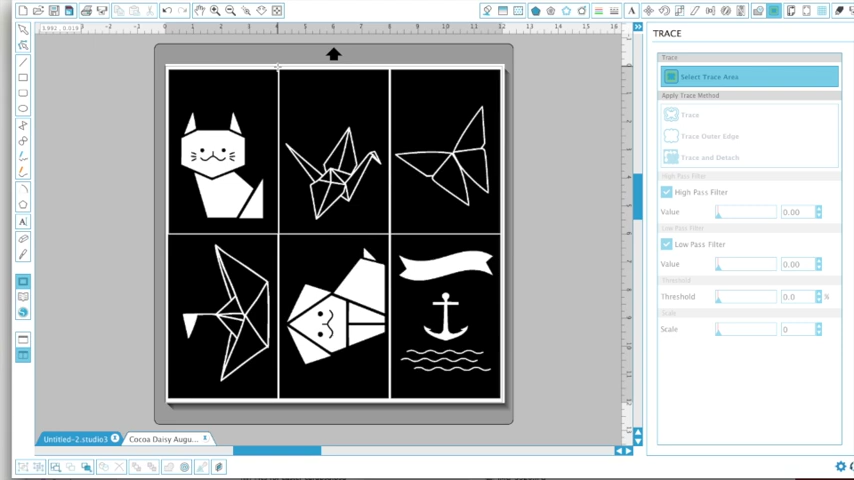 TRACE
Trace
Select Trace Area
Apply Trace Method
Trace
Trace Outer Edge
Trace and Detach
High Pass Filter
High Pass Filter
Value 0.00
Low Pass Filter
Low Pass Filter
Value 0.00
Threshold
Threshold 0.0 %
Scale
Scale 0
Untitled-2.studio3
Cocoa Daisy Augu...